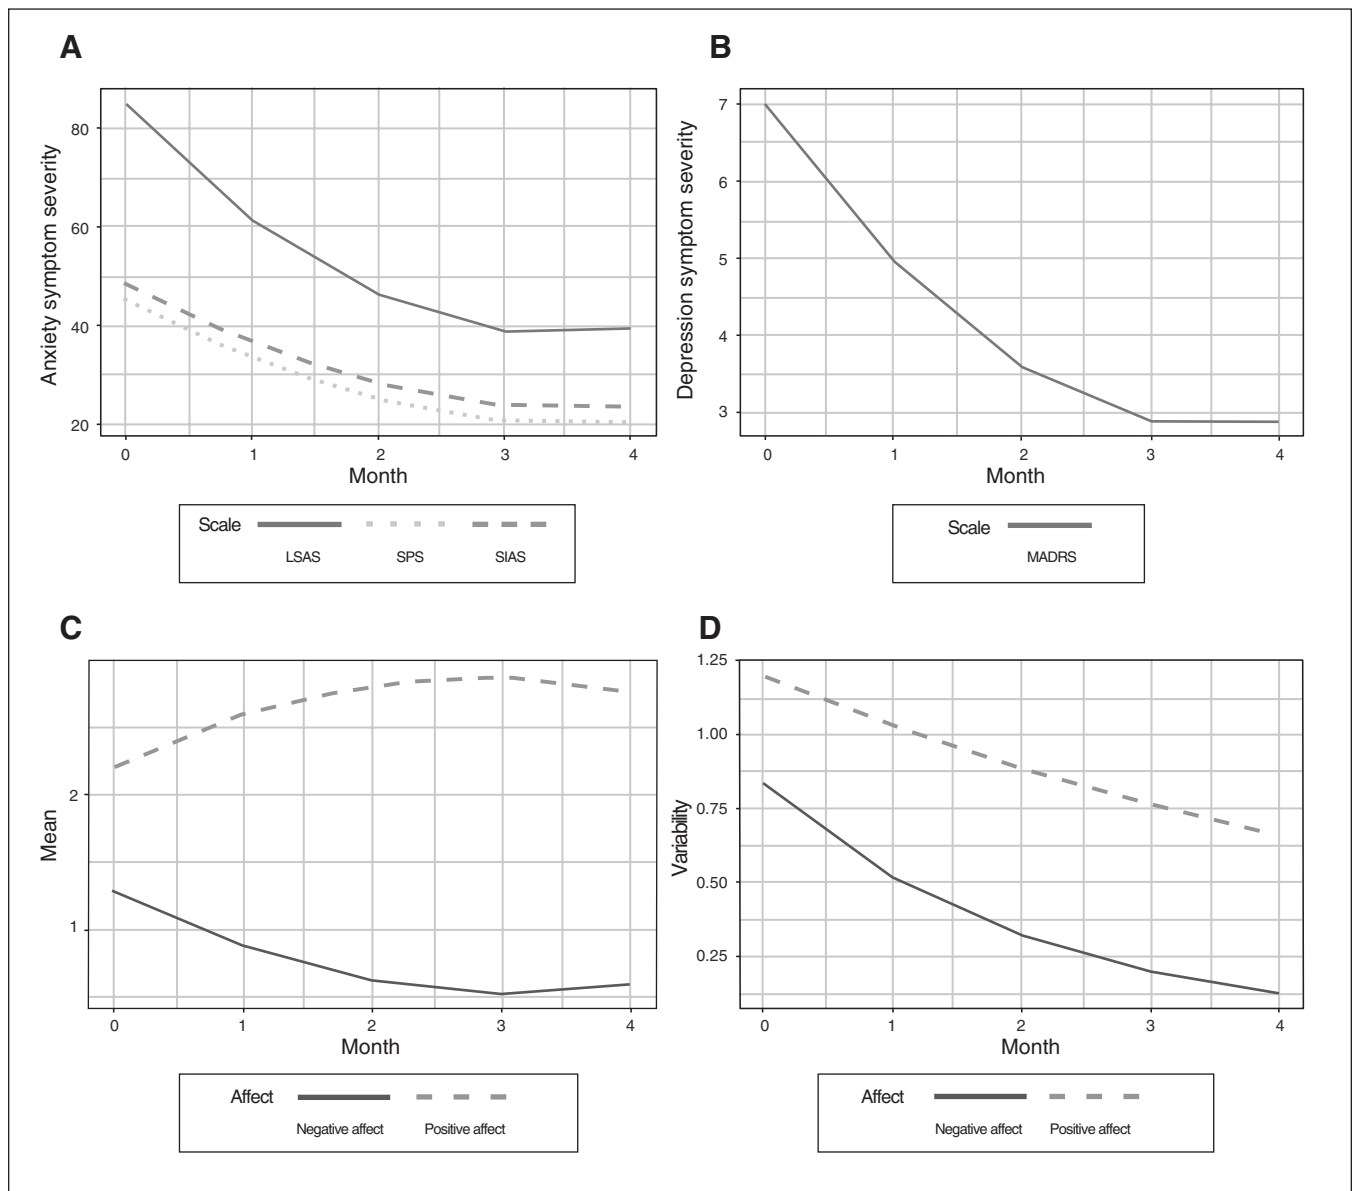 A
B
Anxiety symptom severity
80
60
40
20
0 1 2 3 4
Month
Scale
LSAS SPS SIAS
Depression symptom severity
7
6
5
4
3
0 1 2 3 4
Month
Scale
MADRS
C
D
Mean
2
1
0 1 2 3 4
Month
Affect
Negative affect Positive affect
Variability
1.25
1.00
0.75
0.50
0.25
0 1 2 3 4
Month
Affect
Negative affect Positive affect